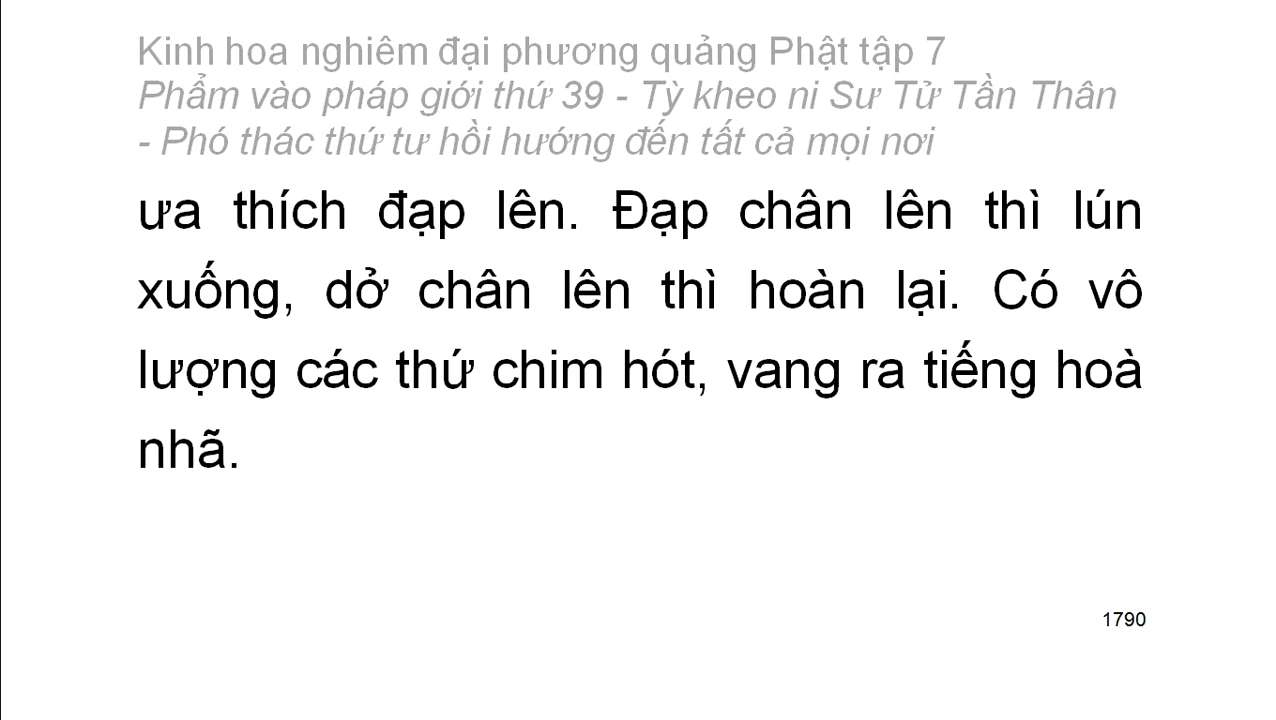 Kinh hoa nghiêm đại phương quảng Phật tập 7
Phẩm vào pháp giới thứ 39 - Tỳ kheo ni Sư Tử Tần Thân
- Phó thác thứ tư hồi hướng đến tất cả mọi nơi
ưa thích đạp lên. Đạp chân lên thì lún
xuống, dở chân lên thì hoàn lại. Có vô
lượng các thứ chim hót, vang ra tiếng hoà
nhã.
1790